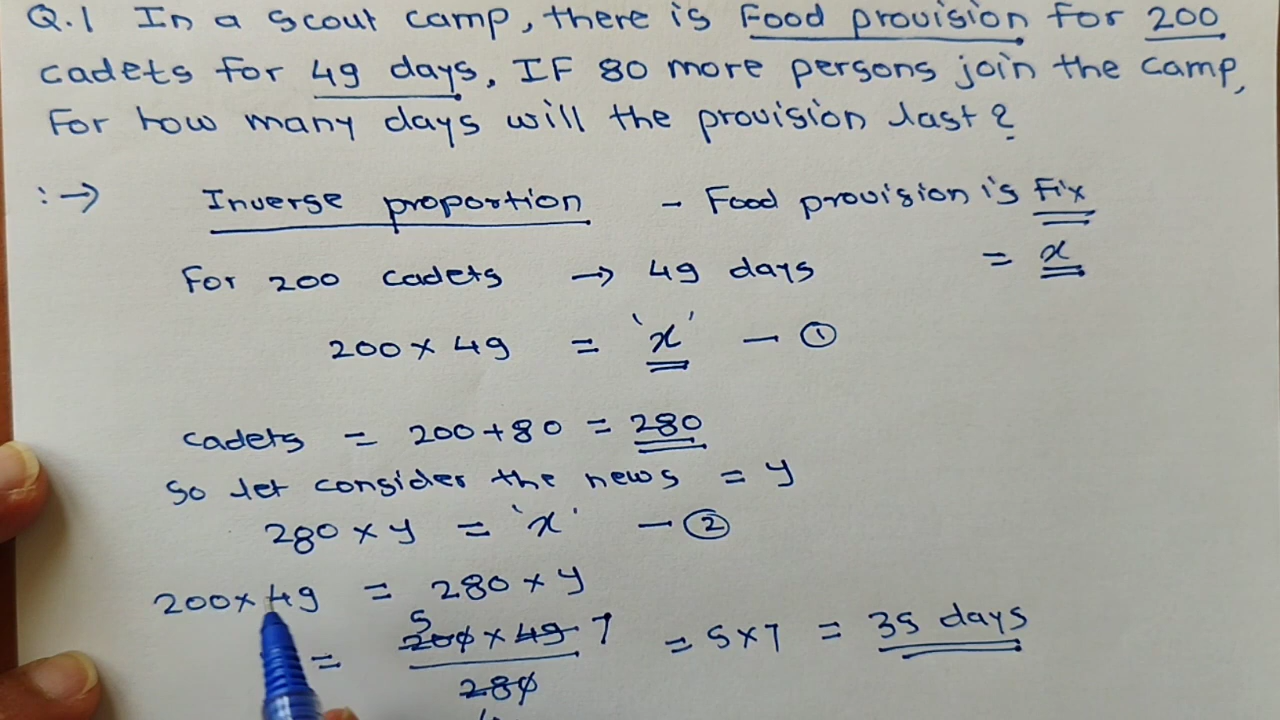 Q.1 In a scout camp, there is Food provision for 200
cadets for 49 days, IF 80 more persons join the camp,
For how many days will the provision last?
:→ Inverse proportion - Food provision is Fix
= x
For 200 cadets → 49 days
200 × 49 = 'x' — ①
cadets = 200+80 = 280
So let consider the news = y
280 × y = 'x' — ②
200×49 = 280 × y
= 5 200 × 49 7 = 5×7 = 35 days
280